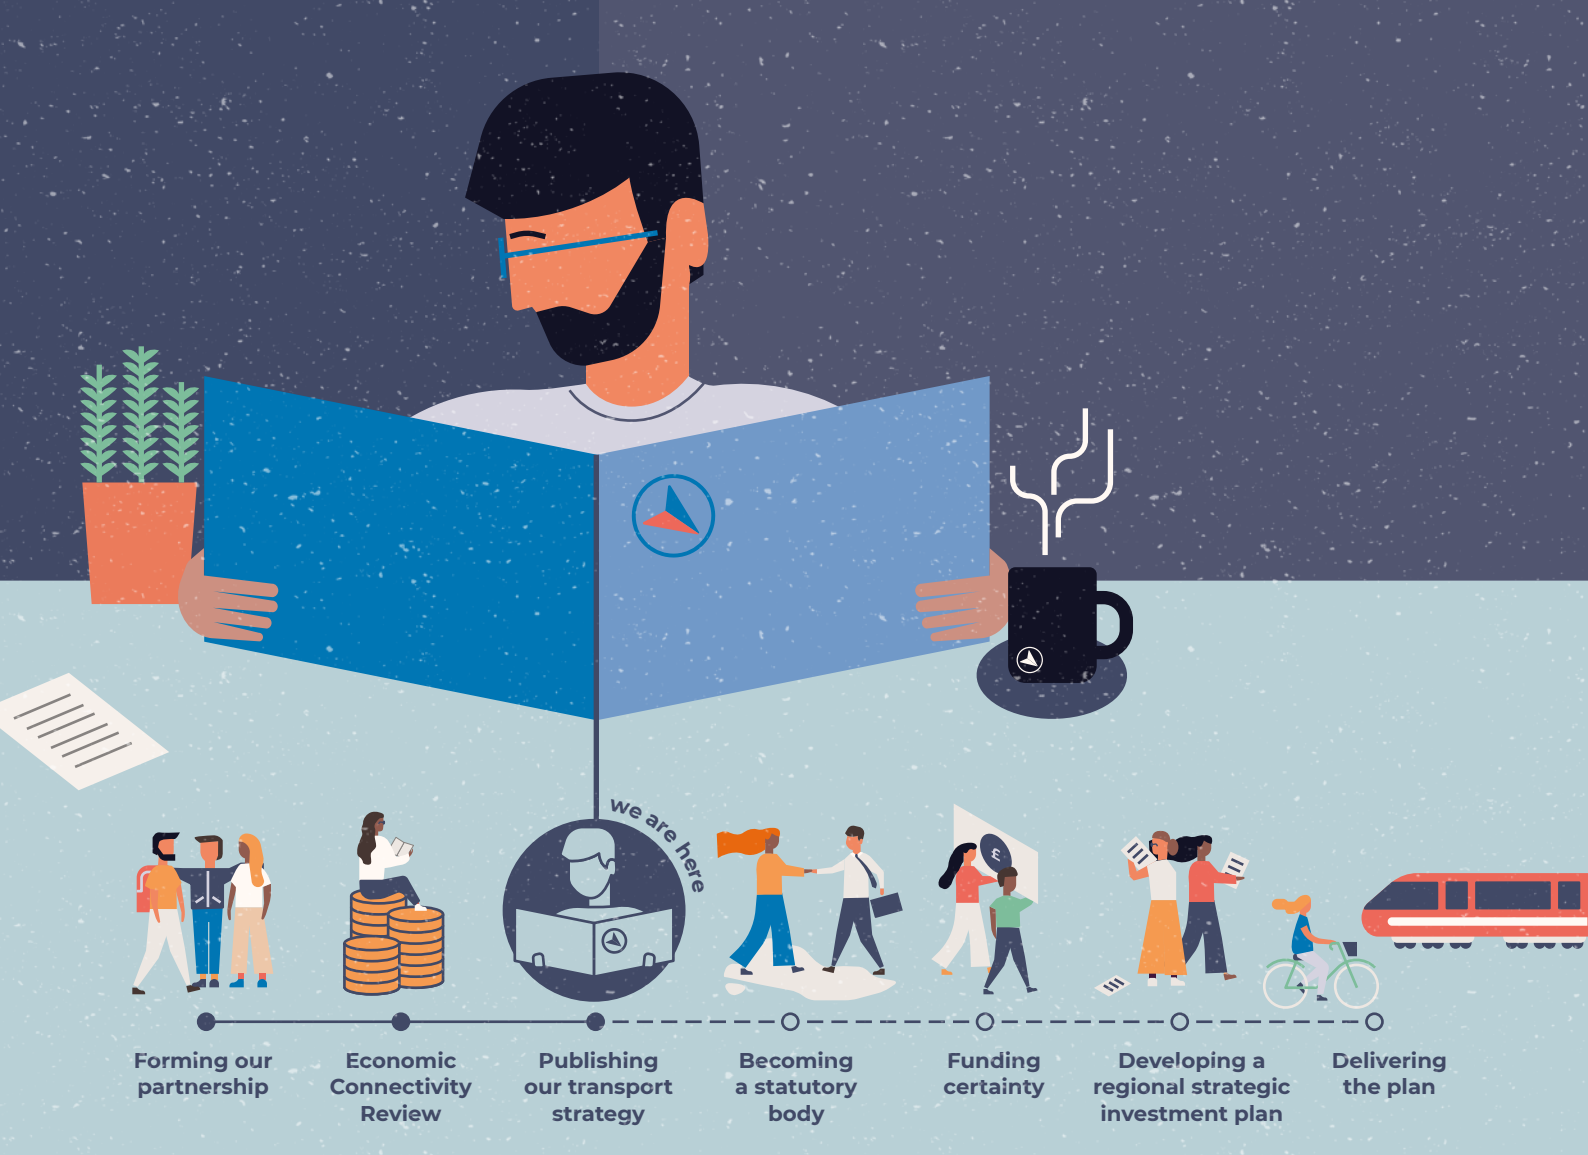 we are here
£
Forming our
partnership
Economic
Connectivity
Review
Publishing
our transport
strategy
Becoming
a statutory
body
Funding
certainty
Developing a
regional strategic
investment plan
Delivering
the plan